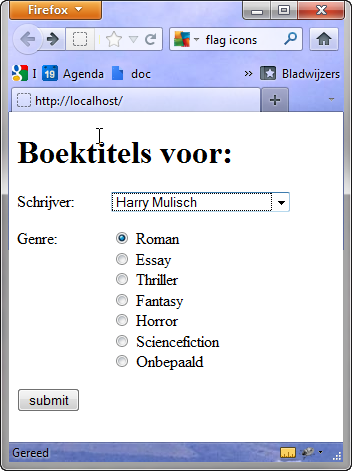 Firefox
flag icons
I 19 Agenda doc » Bladwijzers
http://localhost/
Boektitels voor:
Schrijver: Harry Mulisch
Genre: Roman
Essay
Thriller
Fantasy
Horror
Sciencefiction
Onbepaald
submit
Gereed